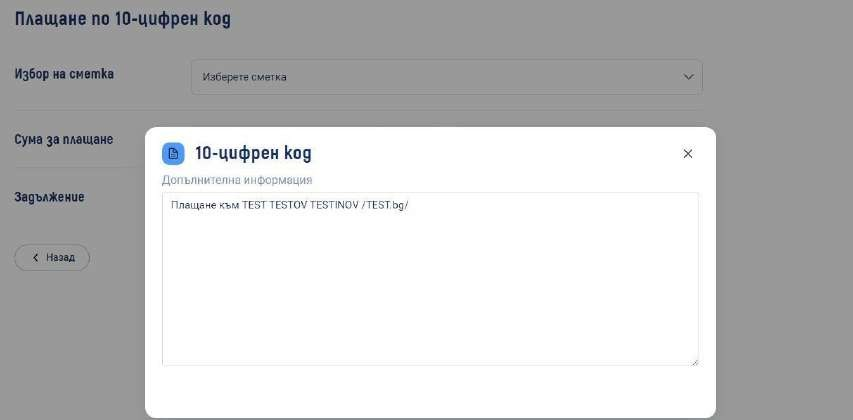 Плащане по 10-цифрен код
Избор на сметка
Изберете сметка
Сума за плащане
10-цифрен код
Допълнителна информация
Задължение
Плащане към TEST TESTOV TESTINOV /TEST.bg/
Назад